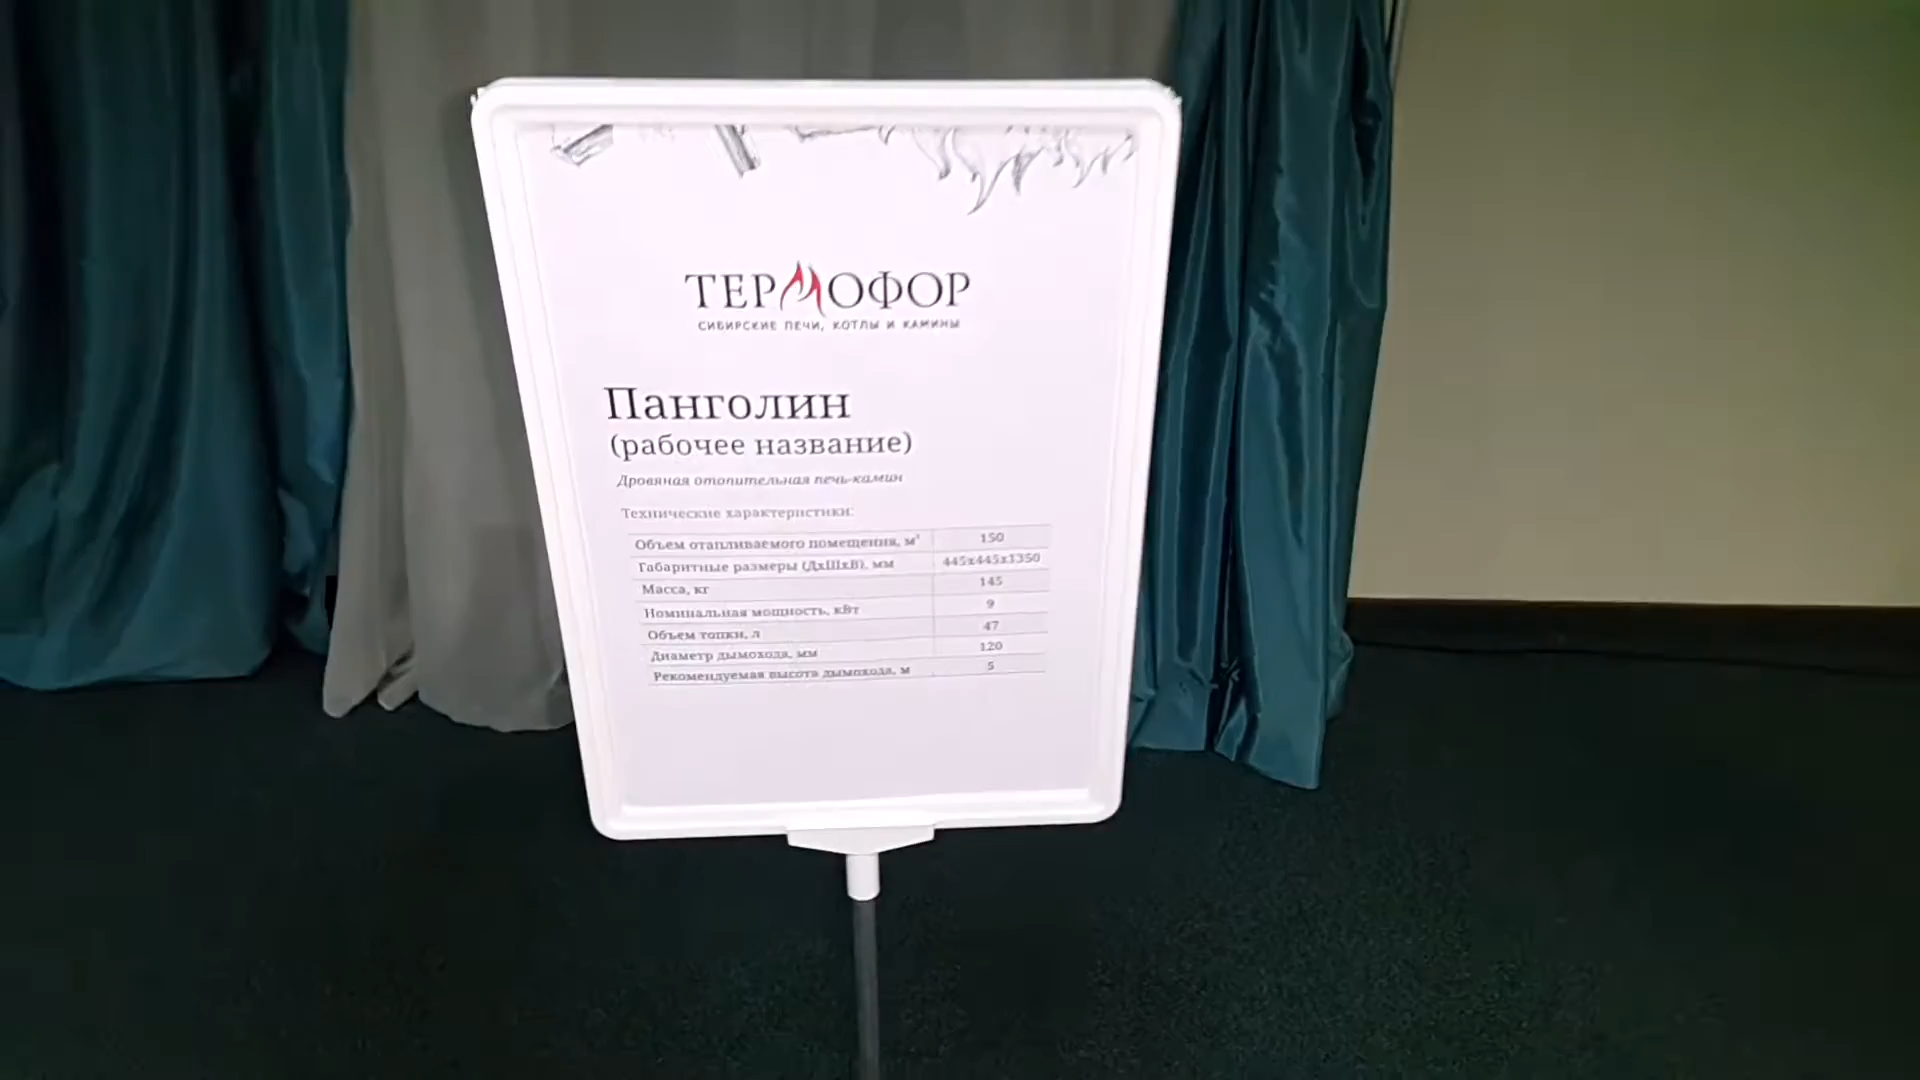 ТЕРМОФОР
СИБИРСКИЕ ПЕЧИ, КОТЛЫ И КАМИНЫ
Панголин
(рабочее название)
Дровяная отопительная печь-камин
Технические характеристики:
Объем отапливаемого помещения, м³ 150
Габаритные размеры (ДхШхВ), мм 445х445х1350
Масса, кг 145
Номинальная мощность, кВт 9
Объем топки, л 47
Диаметр дымохода, мм 120
Рекомендуемая высота дымохода, м 5